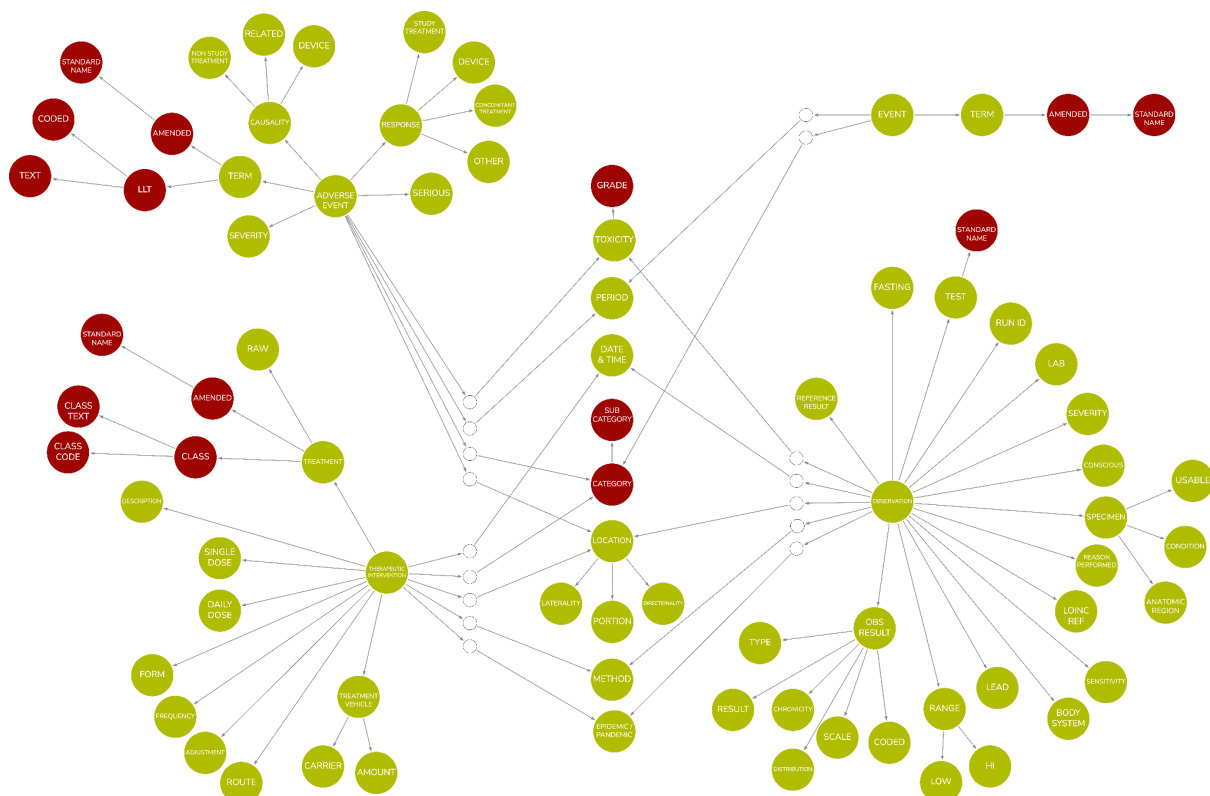 STANDARD
NAME
CODED
TEXT
AMENDED
LLT
TERM
NON STUDY
TREATMENT
RELATED
DEVICE
CAUSALITY
SEVERITY
ADVERSE
EVENT
STUDY
TREATMENT
DEVICE
CONCOMITANT
TREATMENT
RESPONSE
OTHER
SERIOUS
EVENT
TERM
AMENDED
STANDARD
NAME
GRADE
TOXICITY
PERIOD
DATE
& TIME
SUB
CATEGORY
CATEGORY
LOCATION
LATERALITY
PORTION
DIRECTIONALITY
METHOD
EPIDEMIC /
PANDEMIC
STANDARD
NAME
RAW
AMENDED
CLASS
TEXT
CLASS
CODE
CLASS
TREATMENT
DESCRIPTION
SINGLE
DOSE
DAILY
DOSE
THERAPEUTIC
INTERVENTION
FORM
FREQUENCY
ADJUSTMENT
ROUTE
TREATMENT
VEHICLE
CARRIER
AMOUNT
STANDARD
NAME
FASTING
TEST
RUN ID
LAB
REFERENCE
RESULT
SEVERITY
CONSCIOUS
USABLE
OBSERVATION
SPECIMEN
CONDITION
REASON
PERFORMED
ANATOMIC
REGION
LOINC
REF
SENSITIVITY
BODY
SYSTEM
LEAD
RANGE
LOW
HI
OBS
RESULT
TYPE
RESULT
CHRONICITY
DISTRIBUTION
SCALE
CODED